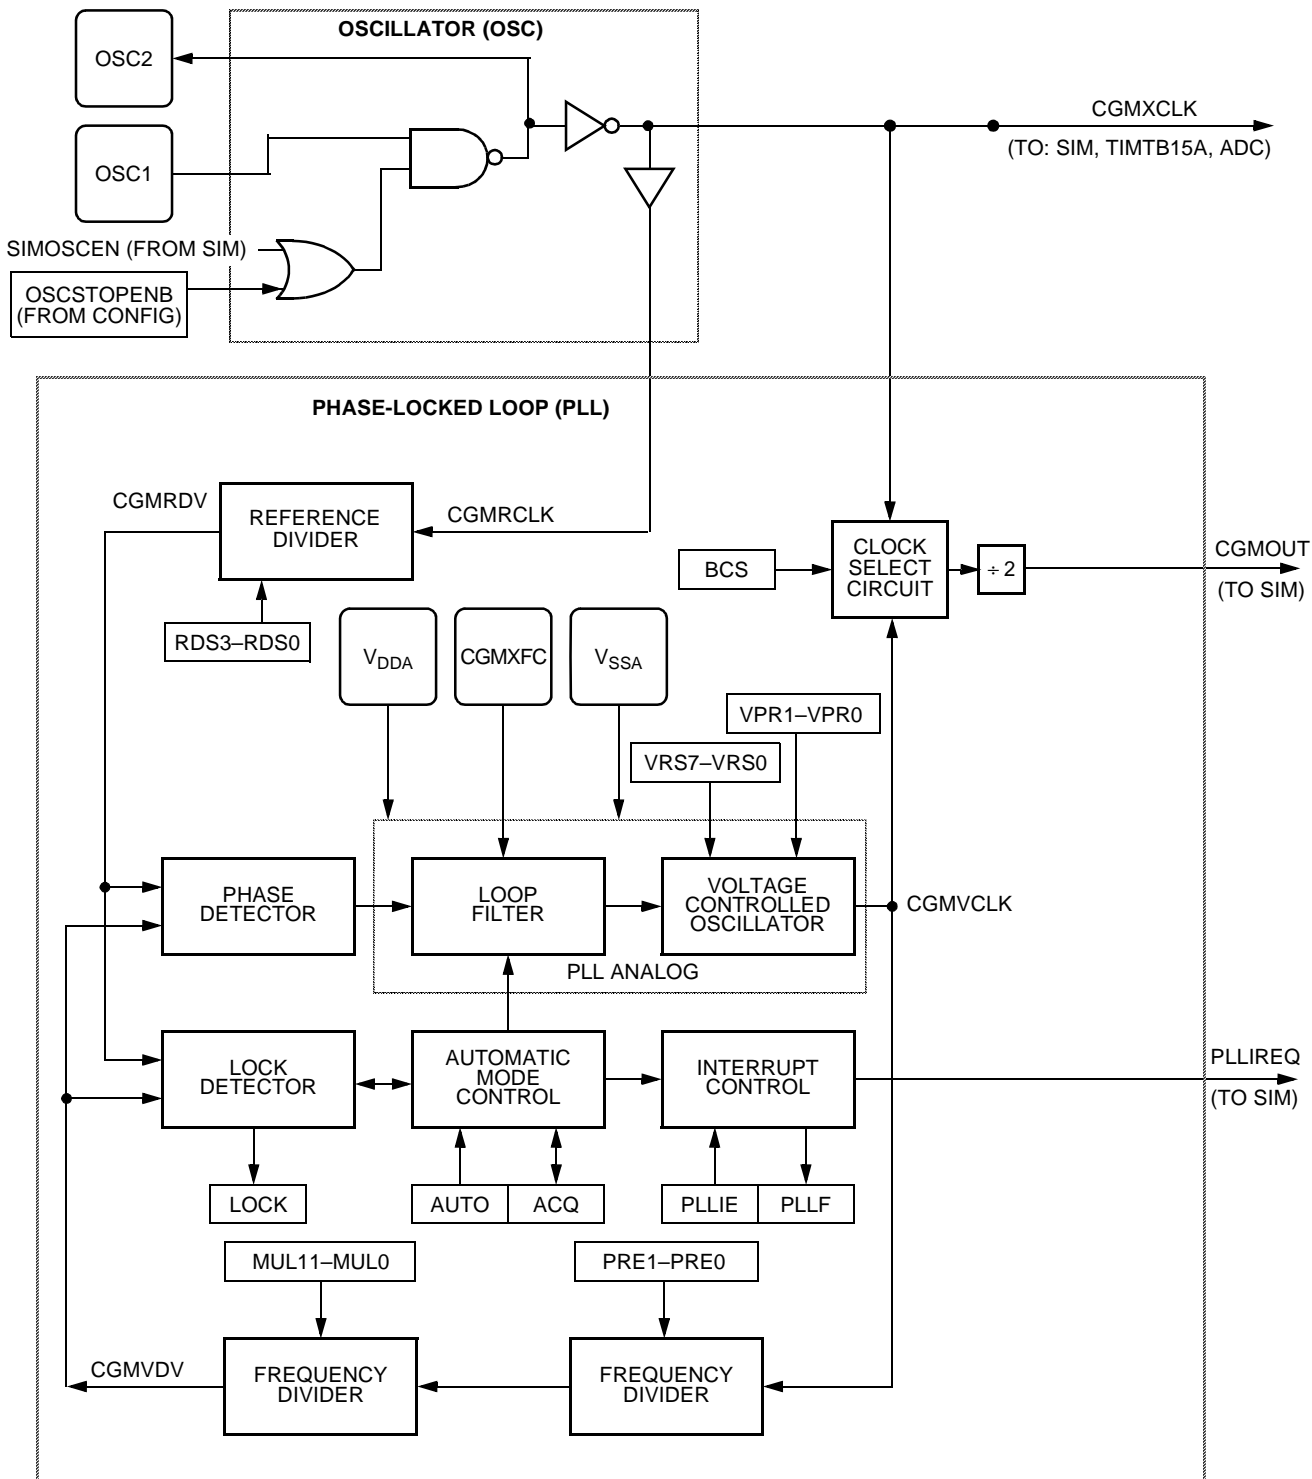 OSCILLATOR (OSC)
OSC2
OSC1
CGMXCLK
(TO: SIM, TIMTB15A, ADC)
SIMOSCEN (FROM SIM)
OSCSTOPENB
(FROM CONFIG)
PHASE-LOCKED LOOP (PLL)
CGMRDV
REFERENCE
DIVIDER
CGMRCLK
BCS
CLOCK
SELECT
CIRCUIT
÷ 2
CGMOUT
(TO SIM)
RDS3–RDS0
VDDA
CGMXFC
VSSA
VPR1–VPR0
VRS7–VRS0
PHASE
DETECTOR
LOOP
FILTER
VOLTAGE
CONTROLLED
OSCILLATOR
CGMVCLK
PLL ANALOG
LOCK
DETECTOR
AUTOMATIC
MODE
CONTROL
INTERRUPT
CONTROL
PLLIREQ
(TO SIM)
LOCK
AUTO
ACQ
PLLIE
PLLF
MUL11–MUL0
PRE1–PRE0
CGMVDV
FREQUENCY
DIVIDER
FREQUENCY
DIVIDER